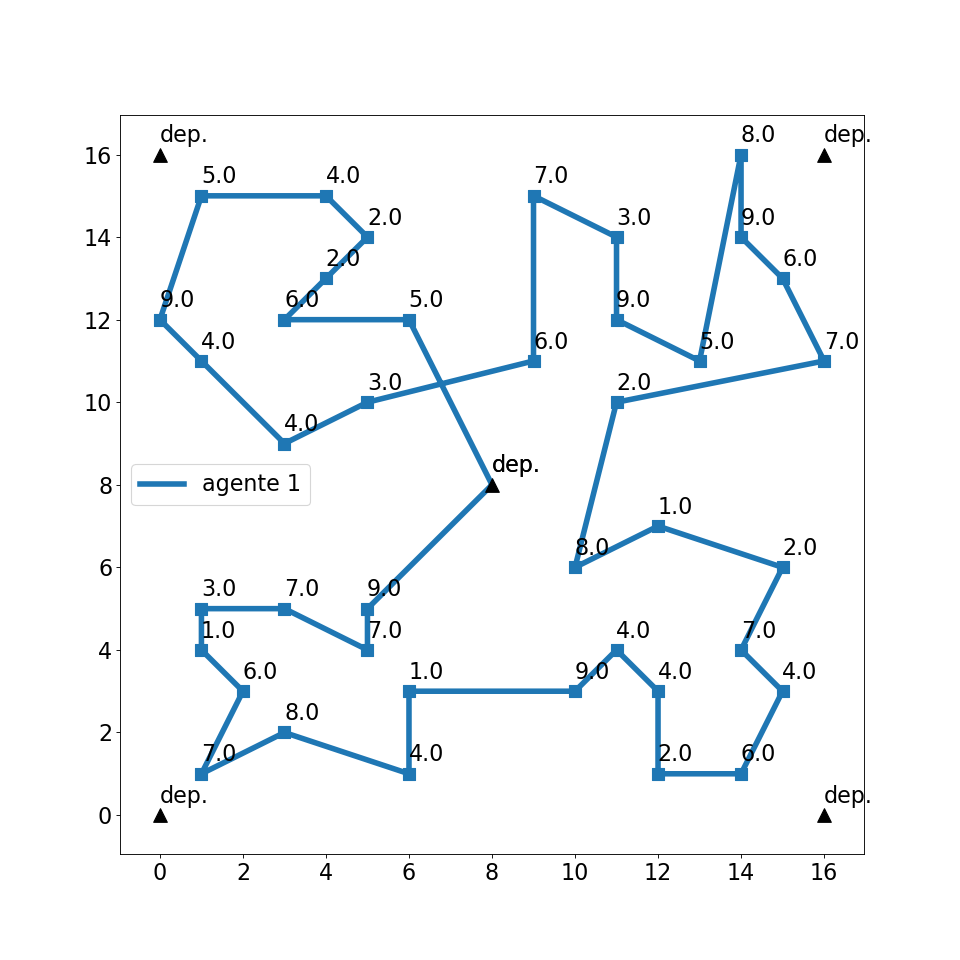 dep. 8.0 dep.
16
5.0 4.0 7.0
2.0 3.0 9.0
14
2.0 6.0
9.0 6.0 5.0 9.0
12
4.0 6.0 5.0 7.0
3.0 2.0
10
4.0
dep.
8
agente 1
1.0
8.0 2.0
6
3.0 7.0 9.0
1.0 7.0 4.0 7.0
4
6.0 1.0 9.0 4.0 4.0
8.0
2
7.0 4.0 2.0 6.0
dep. dep.
0
0 2 4 6 8 10 12 14 16